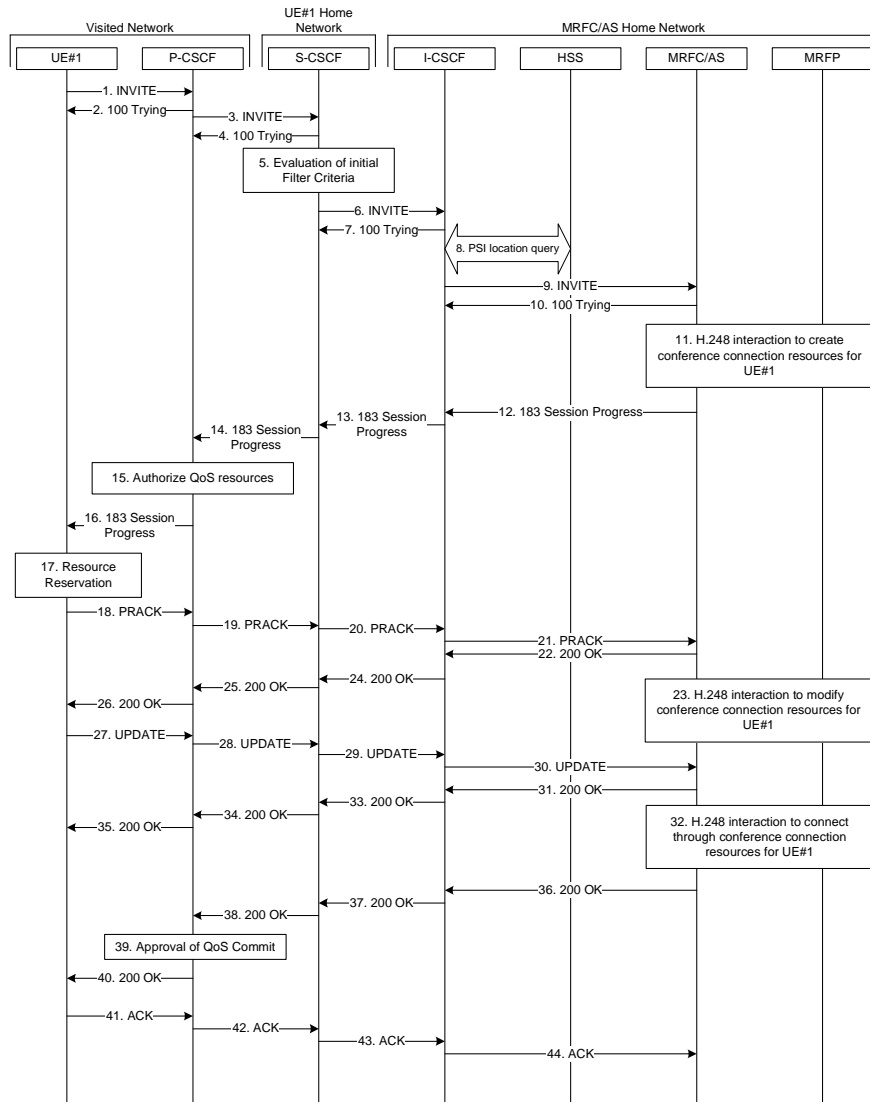 UE#1 Home
Network
Visited Network
MRFC/AS Home Network
UE#1
P-CSCF
S-CSCF
I-CSCF
HSS
MRFC/AS
MRFP
1. INVITE
2. 100 Trying
3. INVITE
4. 100 Trying
5. Evaluation of initial
Filter Criteria
6. INVITE
7. 100 Trying
8. PSI location query
9. INVITE
10. 100 Trying
11. H.248 interaction to create
conference connection resources for
UE#1
12. 183 Session Progress
13. 183 Session
Progress
14. 183 Session
Progress
15. Authorize QoS resources
16. 183 Session
Progress
17. Resource
Reservation
18. PRACK
19. PRACK
20. PRACK
21. PRACK
22. 200 OK
24. 200 OK
25. 200 OK
26. 200 OK
23. H.248 interaction to modify
conference connection resources for
UE#1
27. UPDATE
28. UPDATE
29. UPDATE
30. UPDATE
31. 200 OK
33. 200 OK
34. 200 OK
35. 200 OK
32. H.248 interaction to connect
through conference connection
resources for UE#1
36. 200 OK
37. 200 OK
38. 200 OK
39. Approval of QoS Commit
40. 200 OK
41. ACK
42. ACK
43. ACK
44. ACK